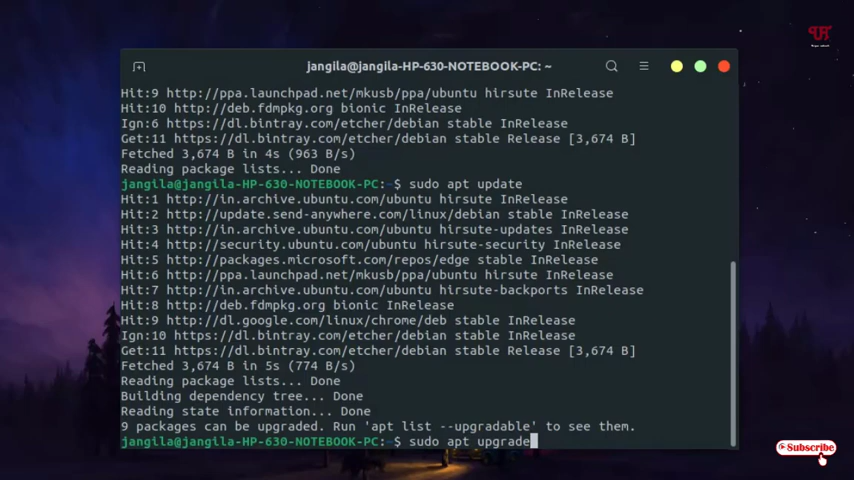 jangila@jangila-HP-630-NOTEBOOK-PC: ~
Hit:9 http://ppa.launchpad.net/mkusb/ppa/ubuntu hirsute InRelease
Hit:10 http://deb.fdmpkg.org bionic InRelease
Ign:6 https://dl.bintray.com/etcher/debian stable InRelease
Get:11 https://dl.bintray.com/etcher/debian stable Release [3,674 B]
Fetched 3,674 B in 4s (963 B/s)
Reading package lists... Done
jangila@jangila-HP-630-NOTEBOOK-PC:~$ sudo apt update
Hit:1 http://in.archive.ubuntu.com/ubuntu hirsute InRelease
Hit:2 http://update.send-anywhere.com/linux/debian stable InRelease
Hit:3 http://in.archive.ubuntu.com/ubuntu hirsute-updates InRelease
Hit:4 http://security.ubuntu.com/ubuntu hirsute-security InRelease
Hit:5 https://packages.microsoft.com/repos/edge stable InRelease
Hit:6 http://ppa.launchpad.net/mkusb/ppa/ubuntu hirsute InRelease
Hit:7 http://in.archive.ubuntu.com/ubuntu hirsute-backports InRelease
Hit:8 http://deb.fdmpkg.org bionic InRelease
Hit:9 http://dl.google.com/linux/chrome/deb stable InRelease
Ign:10 https://dl.bintray.com/etcher/debian stable InRelease
Get:11 https://dl.bintray.com/etcher/debian stable Release [3,674 B]
Fetched 3,674 B in 5s (774 B/s)
Reading package lists... Done
Building dependency tree... Done
Reading state information... Done
9 packages can be upgraded. Run 'apt list --upgradable' to see them.
jangila@jangila-HP-630-NOTEBOOK-PC:~$ sudo apt upgrade
Subscribe